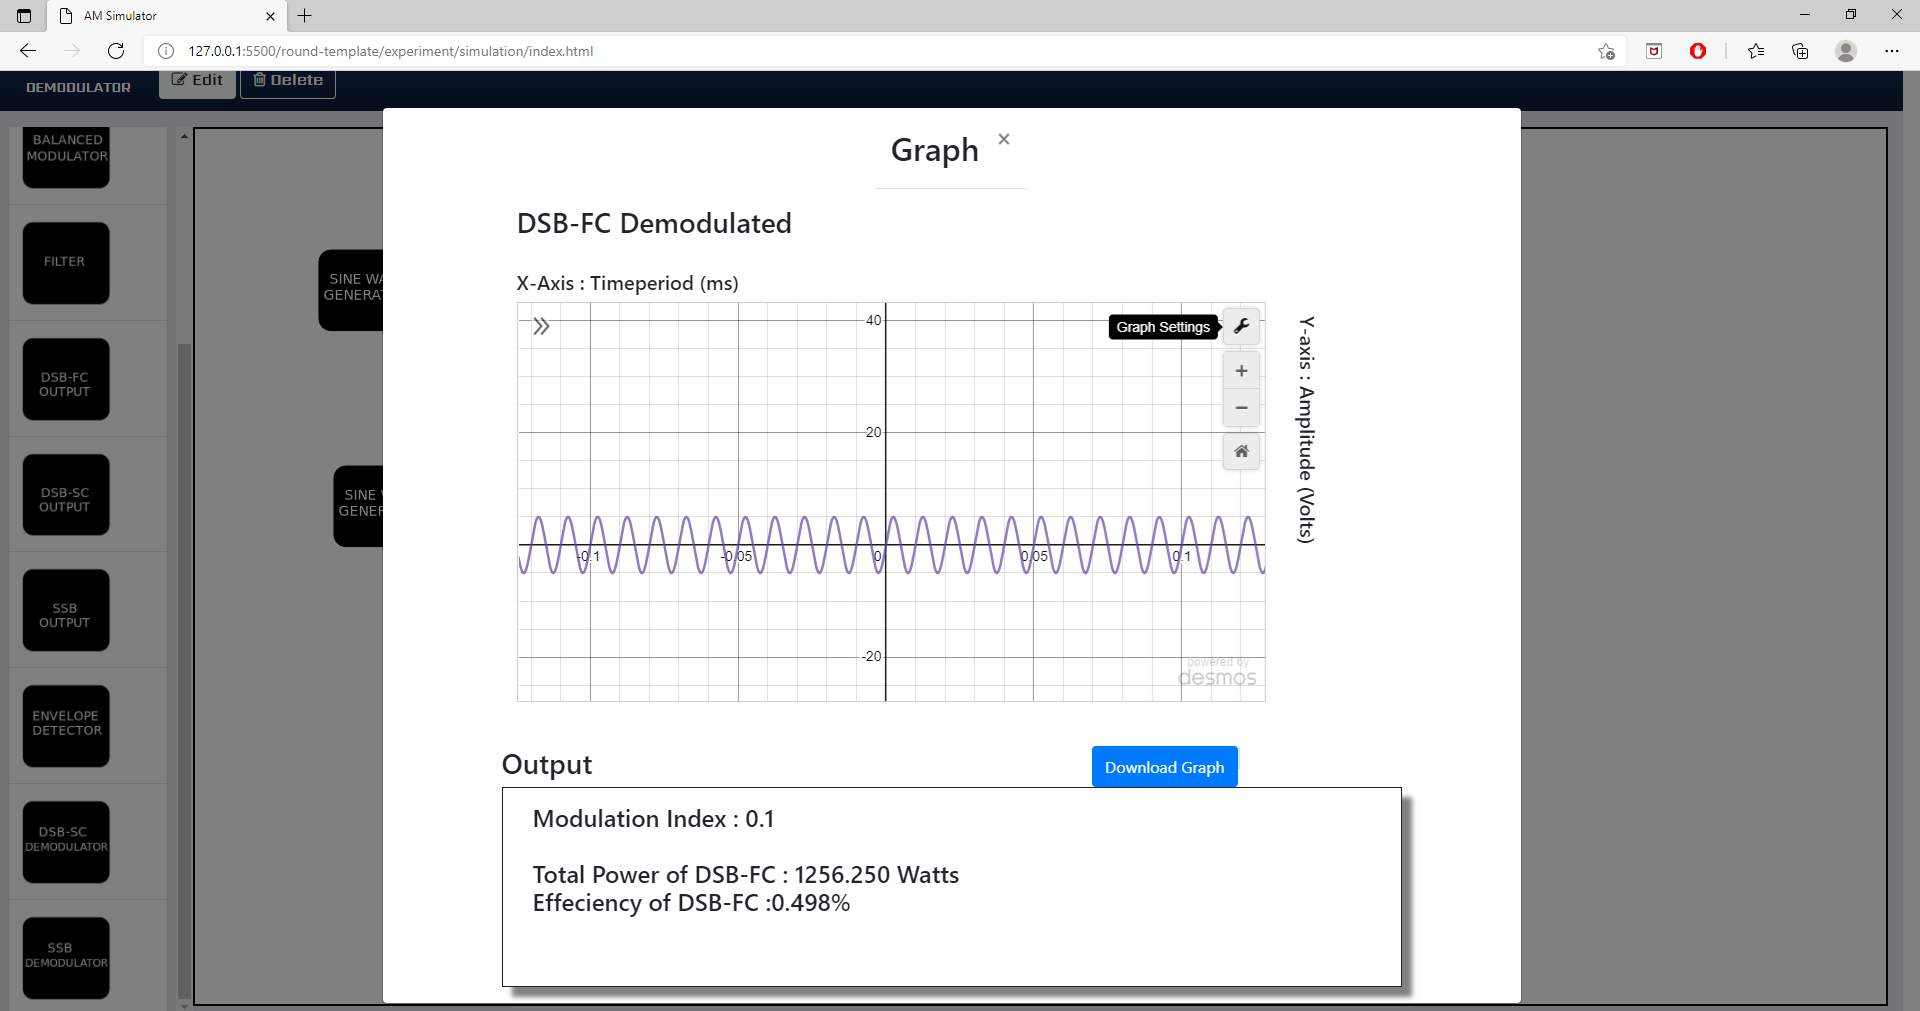 AM Simulator
127.0.0.1:5500/round-template/experiment/simulation/index.html
DEMODULATOR
Edit
Delete
BALANCED
MODULATOR
FILTER
DSB-FC
OUTPUT
DSB-SC
OUTPUT
SSB
OUTPUT
ENVELOPE
DETECTOR
DSB-SC
DEMODULATOR
SSB
DEMODULATOR
SINE WA
GENERAT
SINE
GENER
Graph ×
DSB-FC Demodulated
X-Axis : Timeperiod (ms)
Graph Settings
40
20
-0.1
-0.05
0
0.05
0.1
-20
powered by
desmos
Y-axis : Amplitude (Volts)
Output
Download Graph
Modulation Index : 0.1
Total Power of DSB-FC : 1256.250 Watts
Effeciency of DSB-FC :0.498%